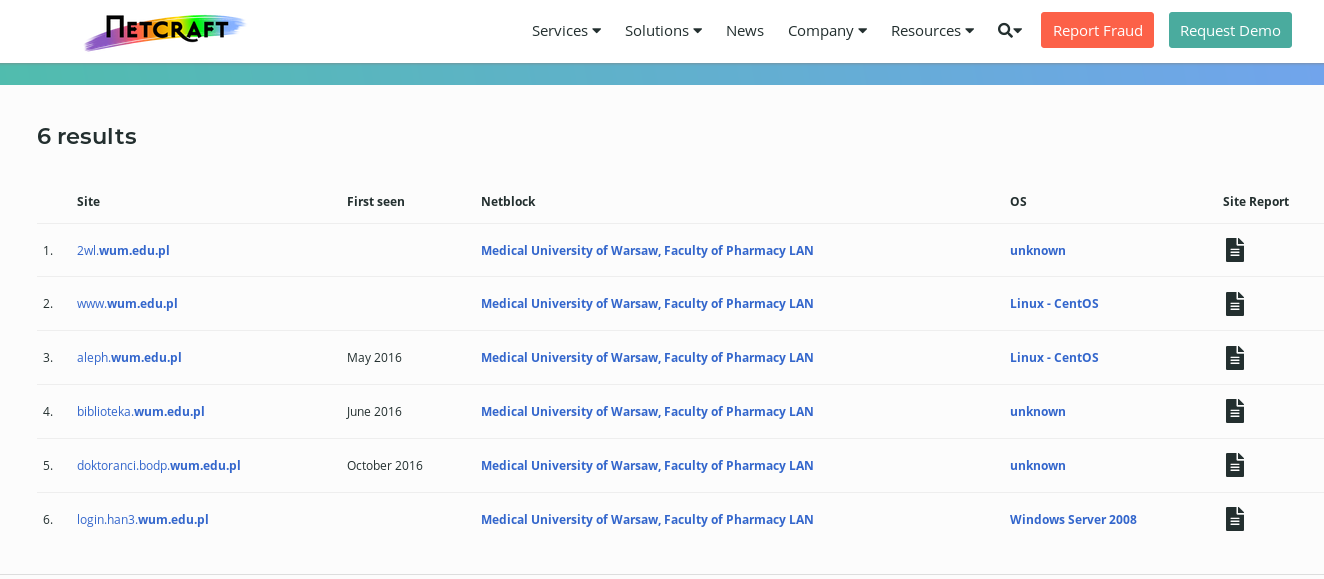 NETCRAFT Services Solutions News Company Resources Report Fraud Request Demo
6 results
Site First seen Netblock OS Site Report
1. 2wl.wum.edu.pl Medical University of Warsaw, Faculty of Pharmacy LAN unknown
2. www.wum.edu.pl Medical University of Warsaw, Faculty of Pharmacy LAN Linux - CentOS
3. aleph.wum.edu.pl May 2016 Medical University of Warsaw, Faculty of Pharmacy LAN Linux - CentOS
4. biblioteka.wum.edu.pl June 2016 Medical University of Warsaw, Faculty of Pharmacy LAN unknown
5. doktoranci.bodp.wum.edu.pl October 2016 Medical University of Warsaw, Faculty of Pharmacy LAN unknown
6. login.han3.wum.edu.pl Medical University of Warsaw, Faculty of Pharmacy LAN Windows Server 2008